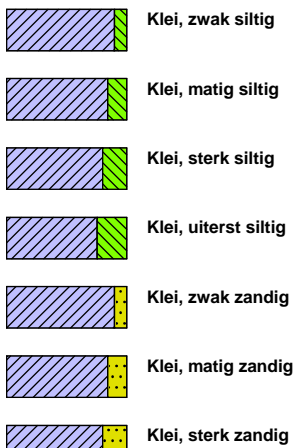 Klei, zwak siltig
Klei, matig siltig
Klei, sterk siltig
Klei, uiterst siltig
Klei, zwak zandig
Klei, matig zandig
Klei, sterk zandig